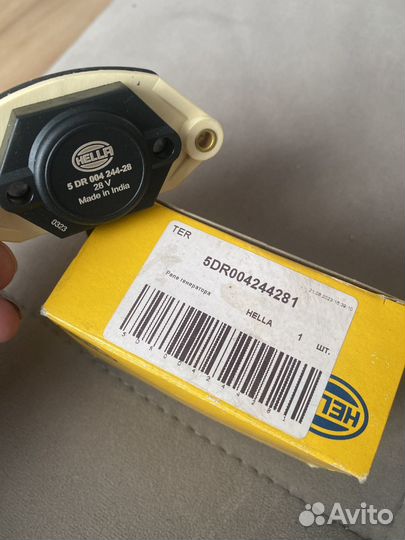 HELLA
5 DR 004 244-28
28 V
Made in India
0323
TER
5DR004244281
Реле генератора
HELLA
1 шт.
HELLA
Avito